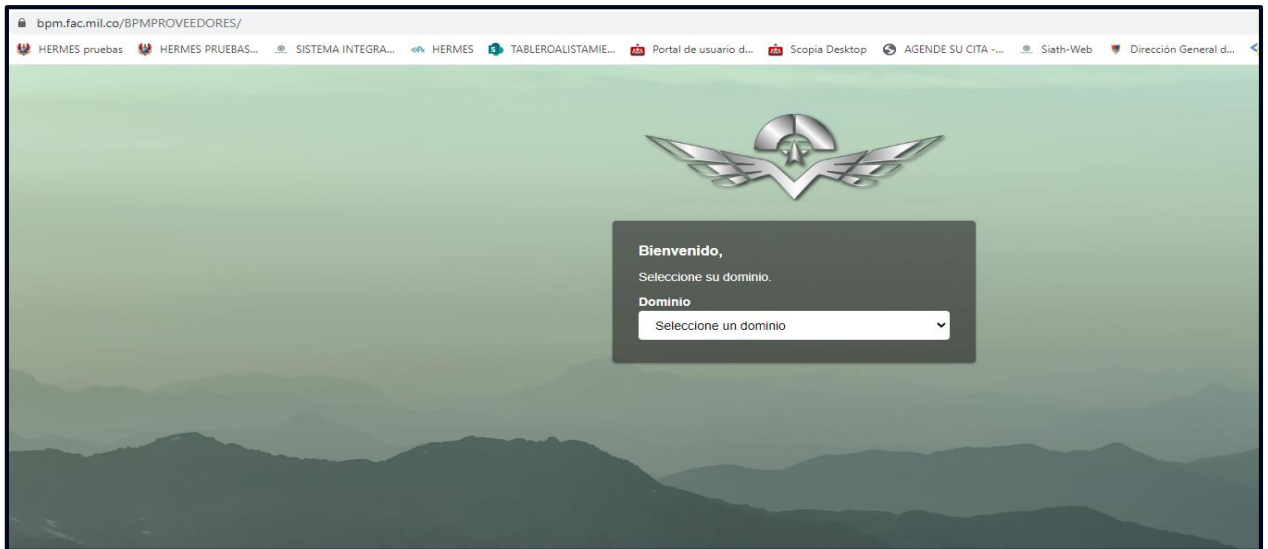 bpm.fac.mil.co/BPMPROVEEDORES/
HERMES pruebas HERMES PRUEBAS... SISTEMA INTEGRA... HERMES TABLEROALISTAMIE... Portal de usuario d... Scopia Desktop AGENDE SU CITA -... Siath-Web Dirección General d...
Bienvenido,
Seleccione su dominio.
Dominio
Seleccione un dominio